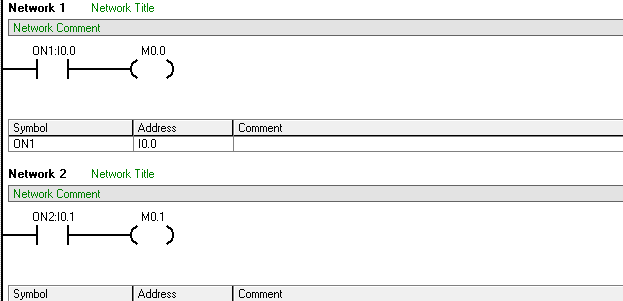 Network 1 Network Title
Network Comment
ON1:I0.0 M0.0
Symbol Address Comment
ON1 I0.0
Network 2 Network Title
Network Comment
ON2:I0.1 M0.1
Symbol Address Comment